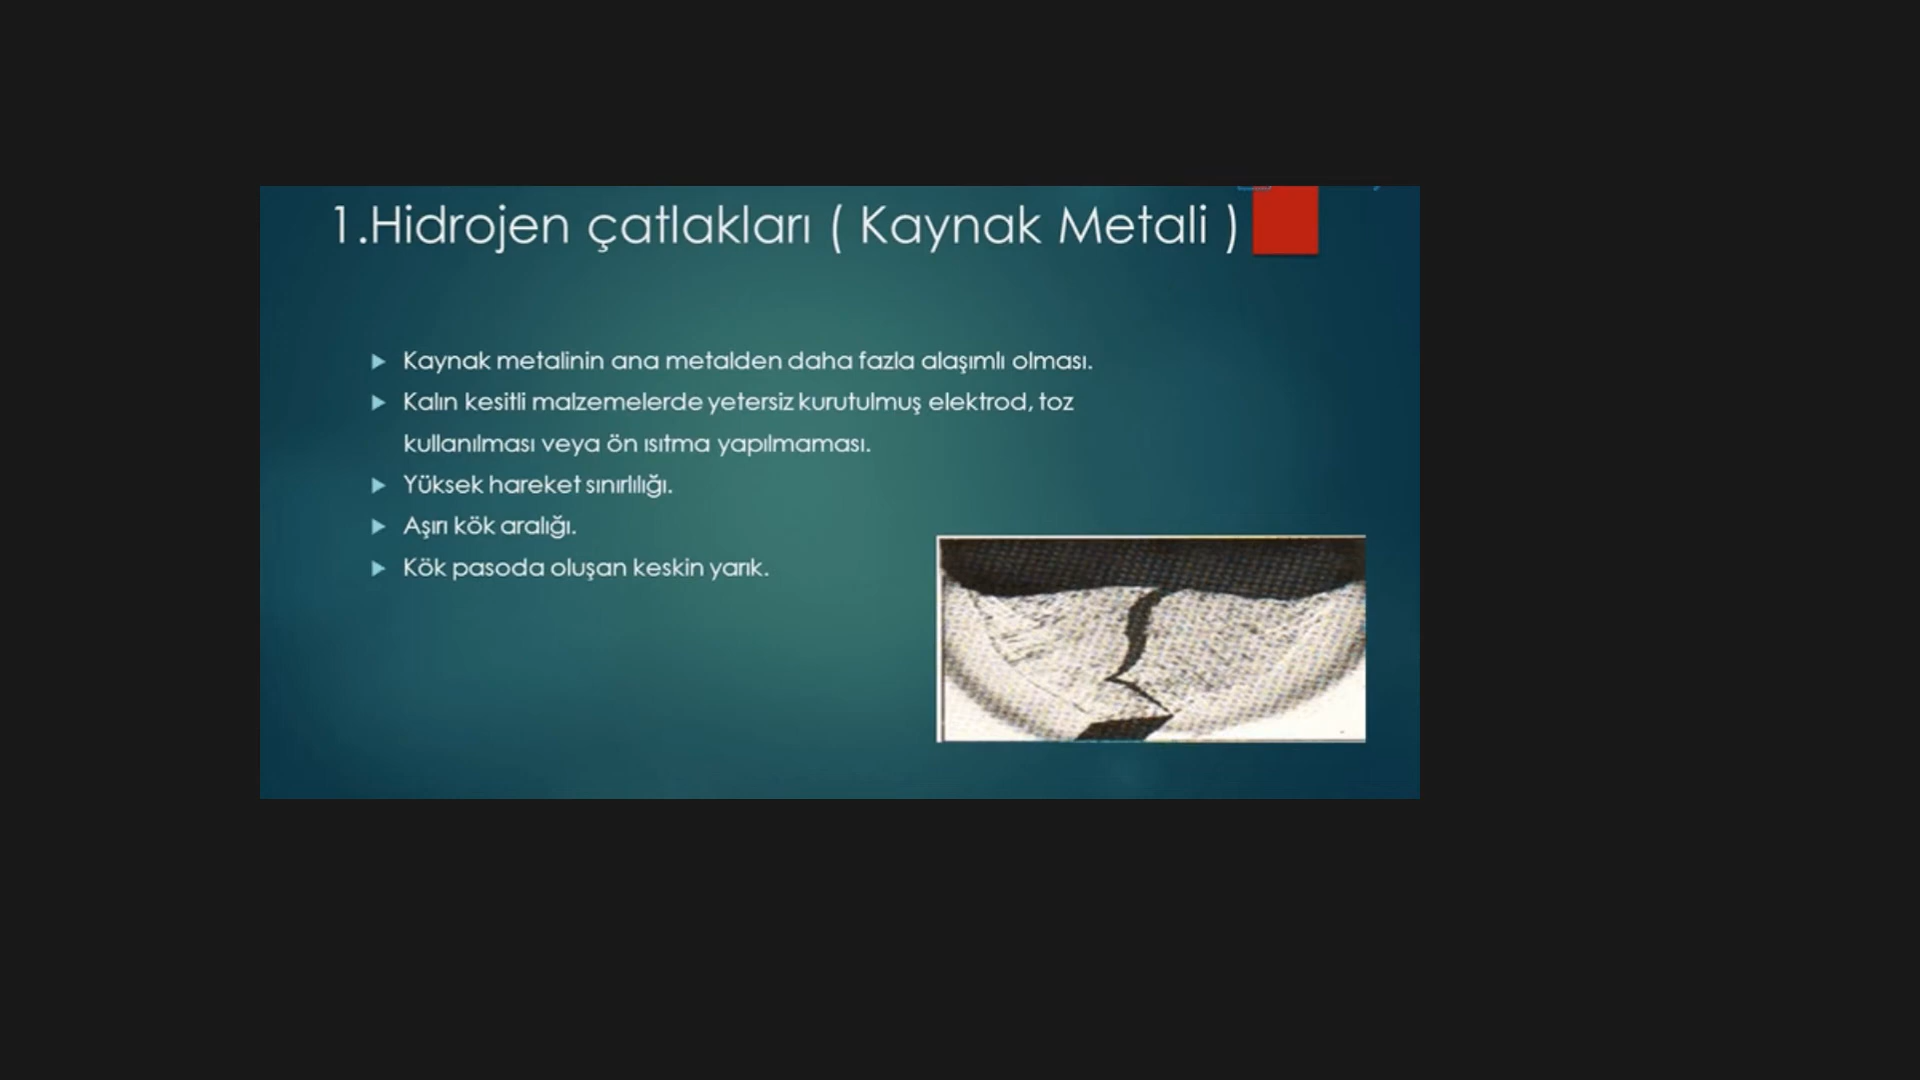 1.Hidrojen çatlakları ( Kaynak Metali )
Kaynak metalinin ana metalden daha fazla alaşımlı olması.
Kalın kesitli malzemelerde yetersiz kurutulmuş elektrod, toz
kullanılması veya ön ısıtma yapılmaması.
Yüksek hareket sınırlılığı.
Aşırı kök aralığı.
Kök pasoda oluşan keskin yarık.